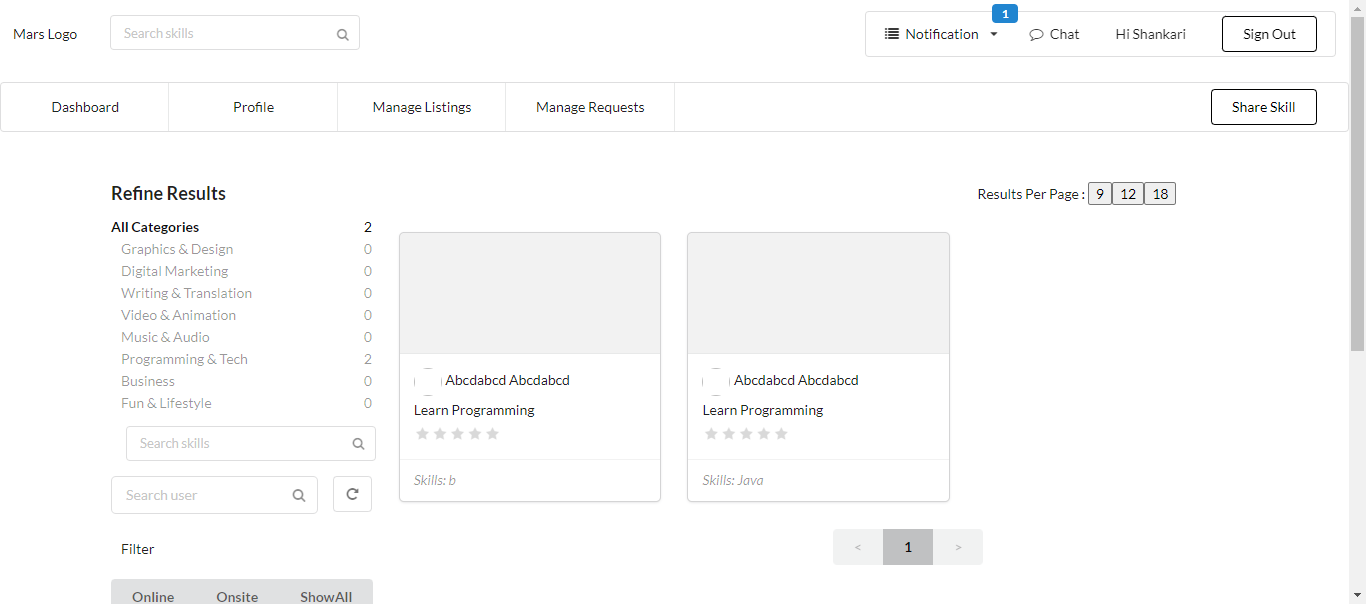 1
Mars Logo Search skills Notification Chat Hi Shankari Sign Out
Dashboard Profile Manage Listings Manage Requests Share Skill
Refine Results
Results Per Page : 9 12 18
All Categories 2
Graphics & Design 0
Digital Marketing 0
Writing & Translation 0
Video & Animation 0
Music & Audio 0
Programming & Tech 2
Business 0
Fun & Lifestyle 0
Search skills
Search user
Filter
Online Onsite ShowAll
Abcdabcd Abcdabcd
Learn Programming
Skills: b
Abcdabcd Abcdabcd
Learn Programming
Skills: Java
< 1 >